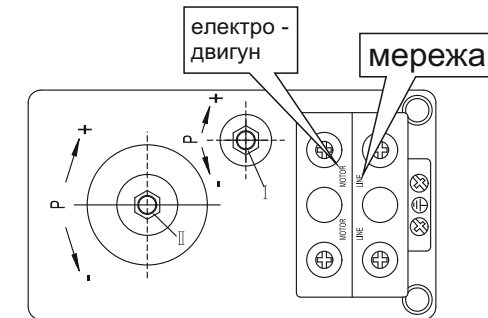 електро -
двигун
мережа
+
P
-
+
P
-
I
II
MOTOR
LINE
MOTOR
LINE